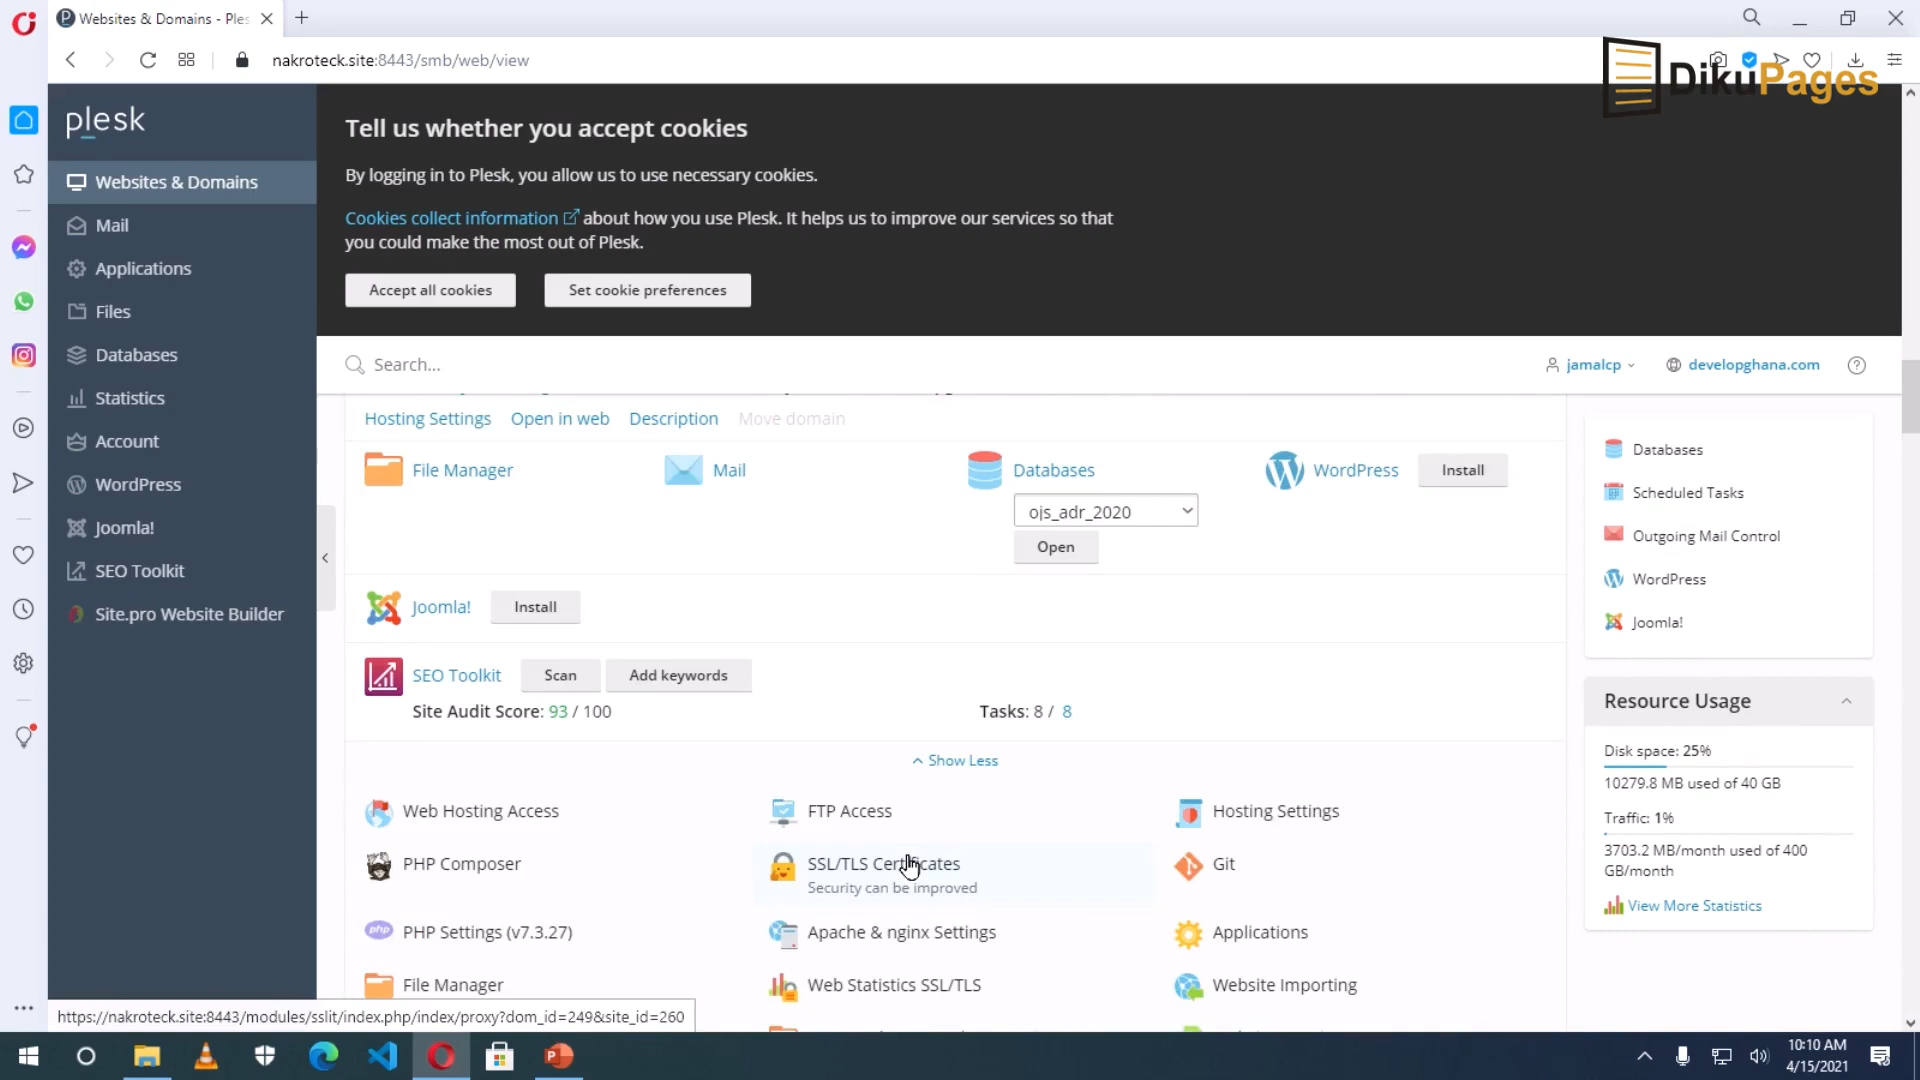 Websites & Domains - Ples
nakroteck.site:8443/smb/web/view
DikuPages
plesk
Websites & Domains
Mail
Applications
Files
Databases
Statistics
Account
WordPress
Joomla!
SEO Toolkit
Site.pro Website Builder
Tell us whether you accept cookies
By logging in to Plesk, you allow us to use necessary cookies.
Cookies collect information about how you use Plesk. It helps us to improve our services so that
you could make the most out of Plesk.
Accept all cookies
Set cookie preferences
Search...
jamalcp
developghana.com
Hosting Settings
Open in web
Description
Move domain
File Manager
Mail
Databases
ojs_adr_2020
Open
WordPress
Install
Joomla!
Install
SEO Toolkit
Scan
Add keywords
Site Audit Score: 93 / 100
Tasks: 8 / 8
Show Less
Web Hosting Access
FTP Access
Hosting Settings
PHP Composer
SSL/TLS Certificates
Security can be improved
Git
PHP Settings (v7.3.27)
php
Apache & nginx Settings
Applications
File Manager
Web Statistics SSL/TLS
Website Importing
Databases
Scheduled Tasks
Outgoing Mail Control
WordPress
Joomla!
Resource Usage
Disk space: 25%
10279.8 MB used of 40 GB
Traffic: 1%
3703.2 MB/month used of 400
GB/month
View More Statistics
https://nakroteck.site:8443/modules/sslit/index.php/index/proxy?dom_id=249&site_id=260
10:10 AM
4/15/2021